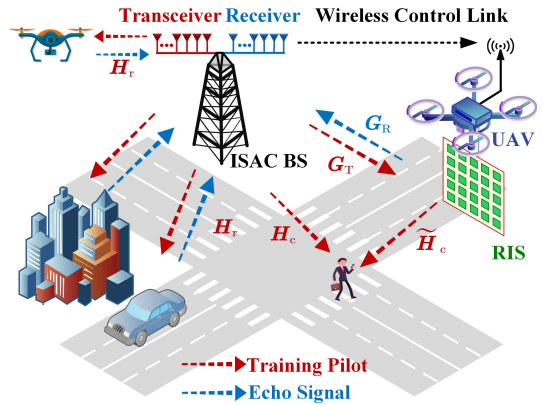 Transceiver Receiver Wireless Control Link
H_r
G_R
UAV
ISAC BS
G_T
H_r
H_c
H̃_c
RIS
Training Pilot
Echo Signal